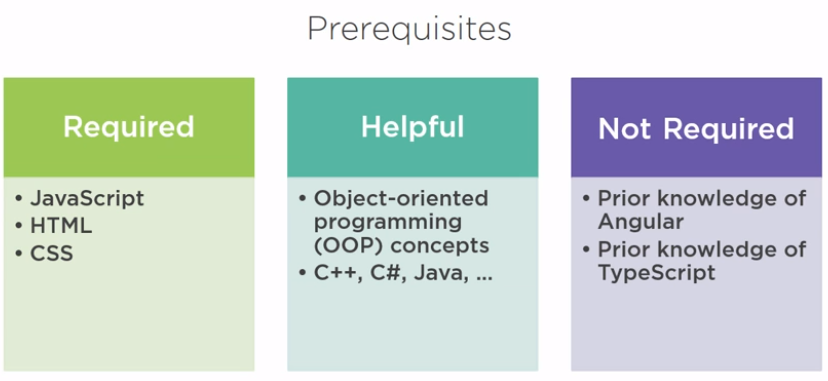 Prerequisites
Required
• JavaScript
• HTML
• CSS
Helpful
• Object-oriented
programming
(OOP) concepts
• C++, C#, Java, ...
Not Required
• Prior knowledge of
Angular
• Prior knowledge of
TypeScript